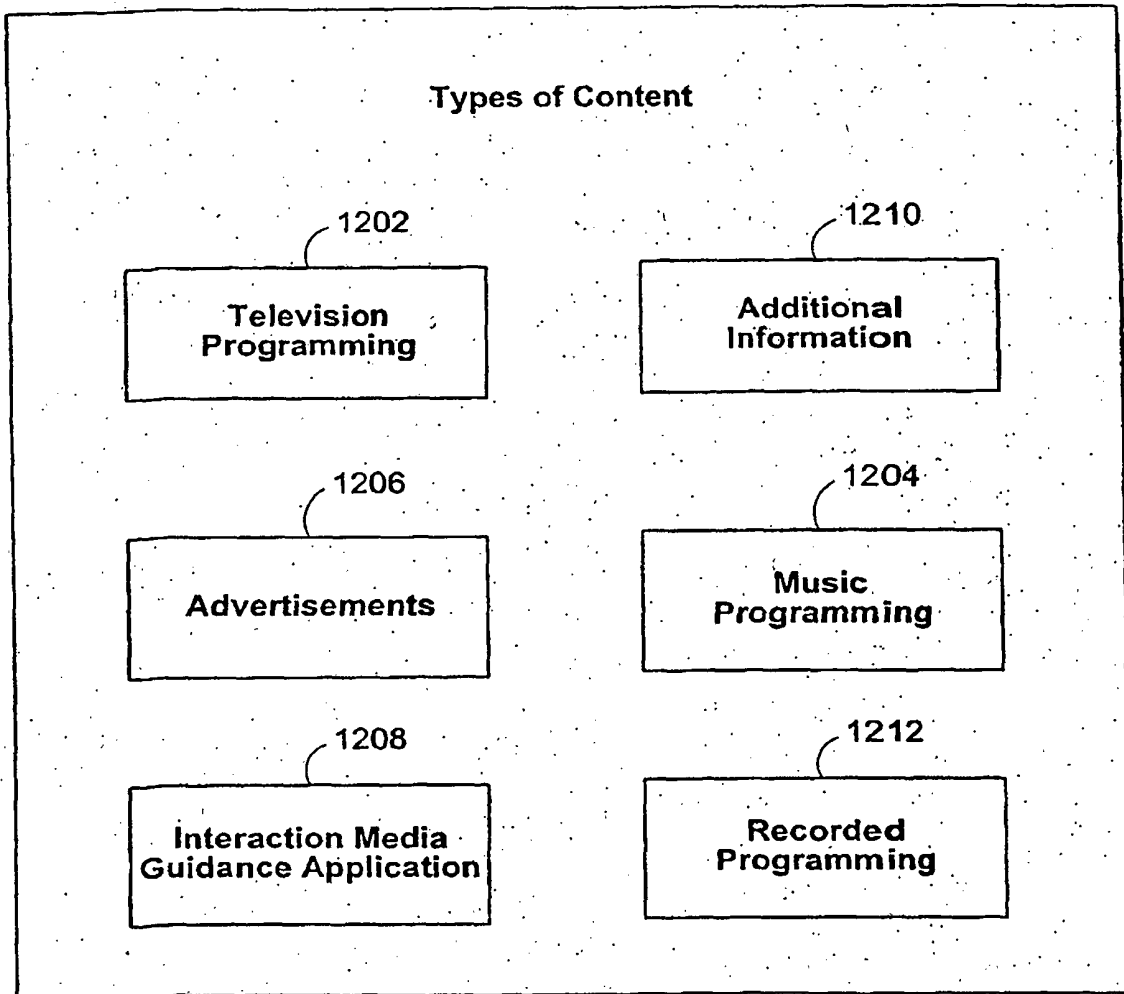 Types of Content
1202
Television
Programming
1210
Additional
Information
1206
Advertisements
1204
Music
Programming
1208
Interaction Media
Guidance Application
1212
Recorded
Programming